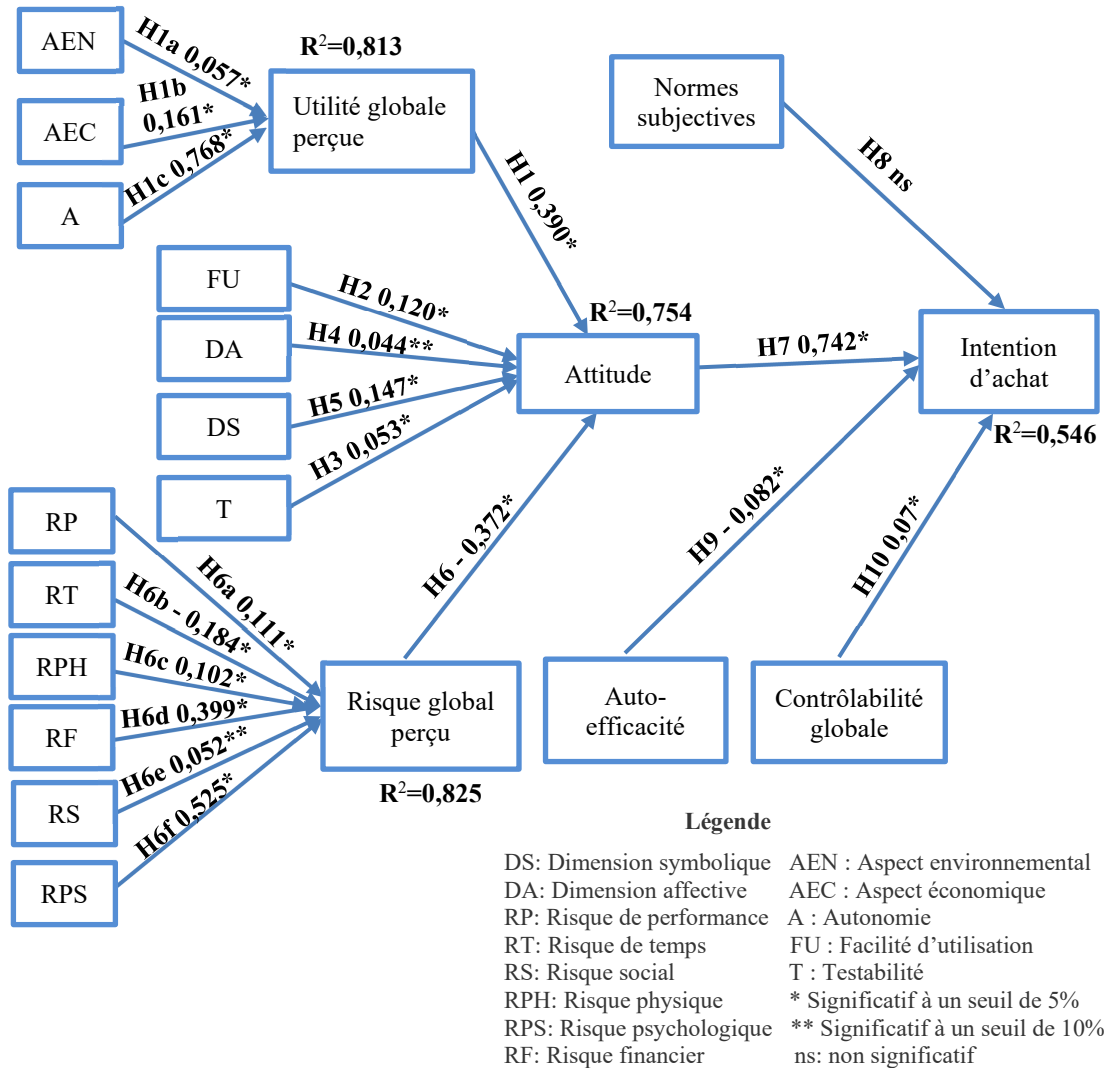 AEN
H1a 0,057*
R²=0,813
H1b
0,161*
AEC
Utilité globale
perçue
Normes
subjectives
H1c 0,768*
A
H1 0,390*
H8 ns
FU
H2 0,120*
R²=0,754
DA
H4 0,044**
Attitude
H7 0,742*
Intention
d’achat
H5 0,147*
DS
R²=0,546
H3 0,053*
T
RP
H6a 0,111*
H6 - 0,372*
H9 - 0,082*
H10 0,07*
RT
H6b - 0,184*
RPH
H6c 0,102*
Risque global
perçu
Auto-
efficacité
Contrôlabilité
globale
H6d 0,399*
RF
H6e 0,052**
R²=0,825
RS
H6f 0,525*
RPS
Légende
DS: Dimension symbolique AEN : Aspect environnemental
DA: Dimension affective AEC : Aspect économique
RP: Risque de performance A : Autonomie
RT: Risque de temps FU : Facilité d’utilisation
RS: Risque social T : Testabilité
RPH: Risque physique * Significatif à un seuil de 5%
RPS: Risque psychologique ** Significatif à un seuil de 10%
RF: Risque financier ns: non significatif